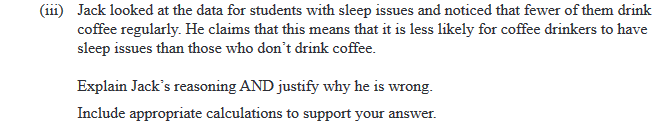 (iii) Jack looked at the data for students with sleep issues and noticed that fewer of them drink
coffee regularly. He claims that this means that it is less likely for coffee drinkers to have
sleep issues than those who don't drink coffee.
Explain Jack's reasoning AND justify why he is wrong.
Include appropriate calculations to support your answer.